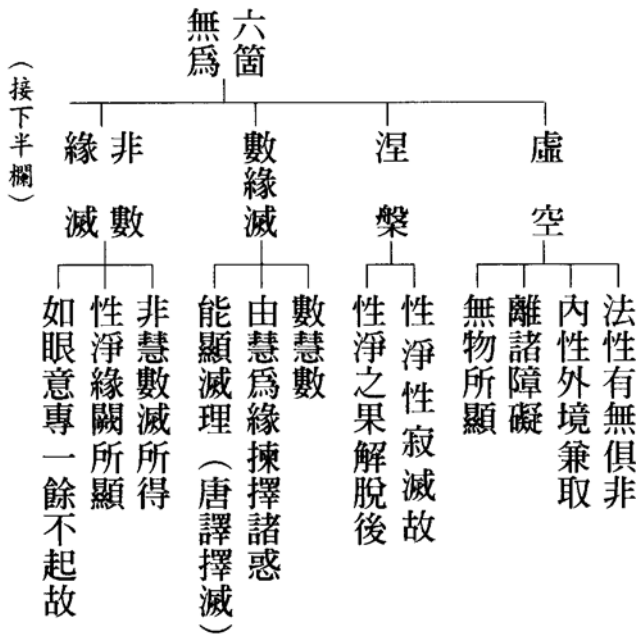 六箇
無爲
虛空
法性有無俱非
內性外境兼取
離諸障礙
無物所顯
涅槃
性淨性寂滅故
性淨之果解脫後
數緣滅
數慧數
由慧爲緣揀擇諸惑
能顯滅理（唐譯擇滅）
非數
緣滅
非慧數滅所得
性淨緣闕所顯
如眼意專一餘不起故
（接下半欄）